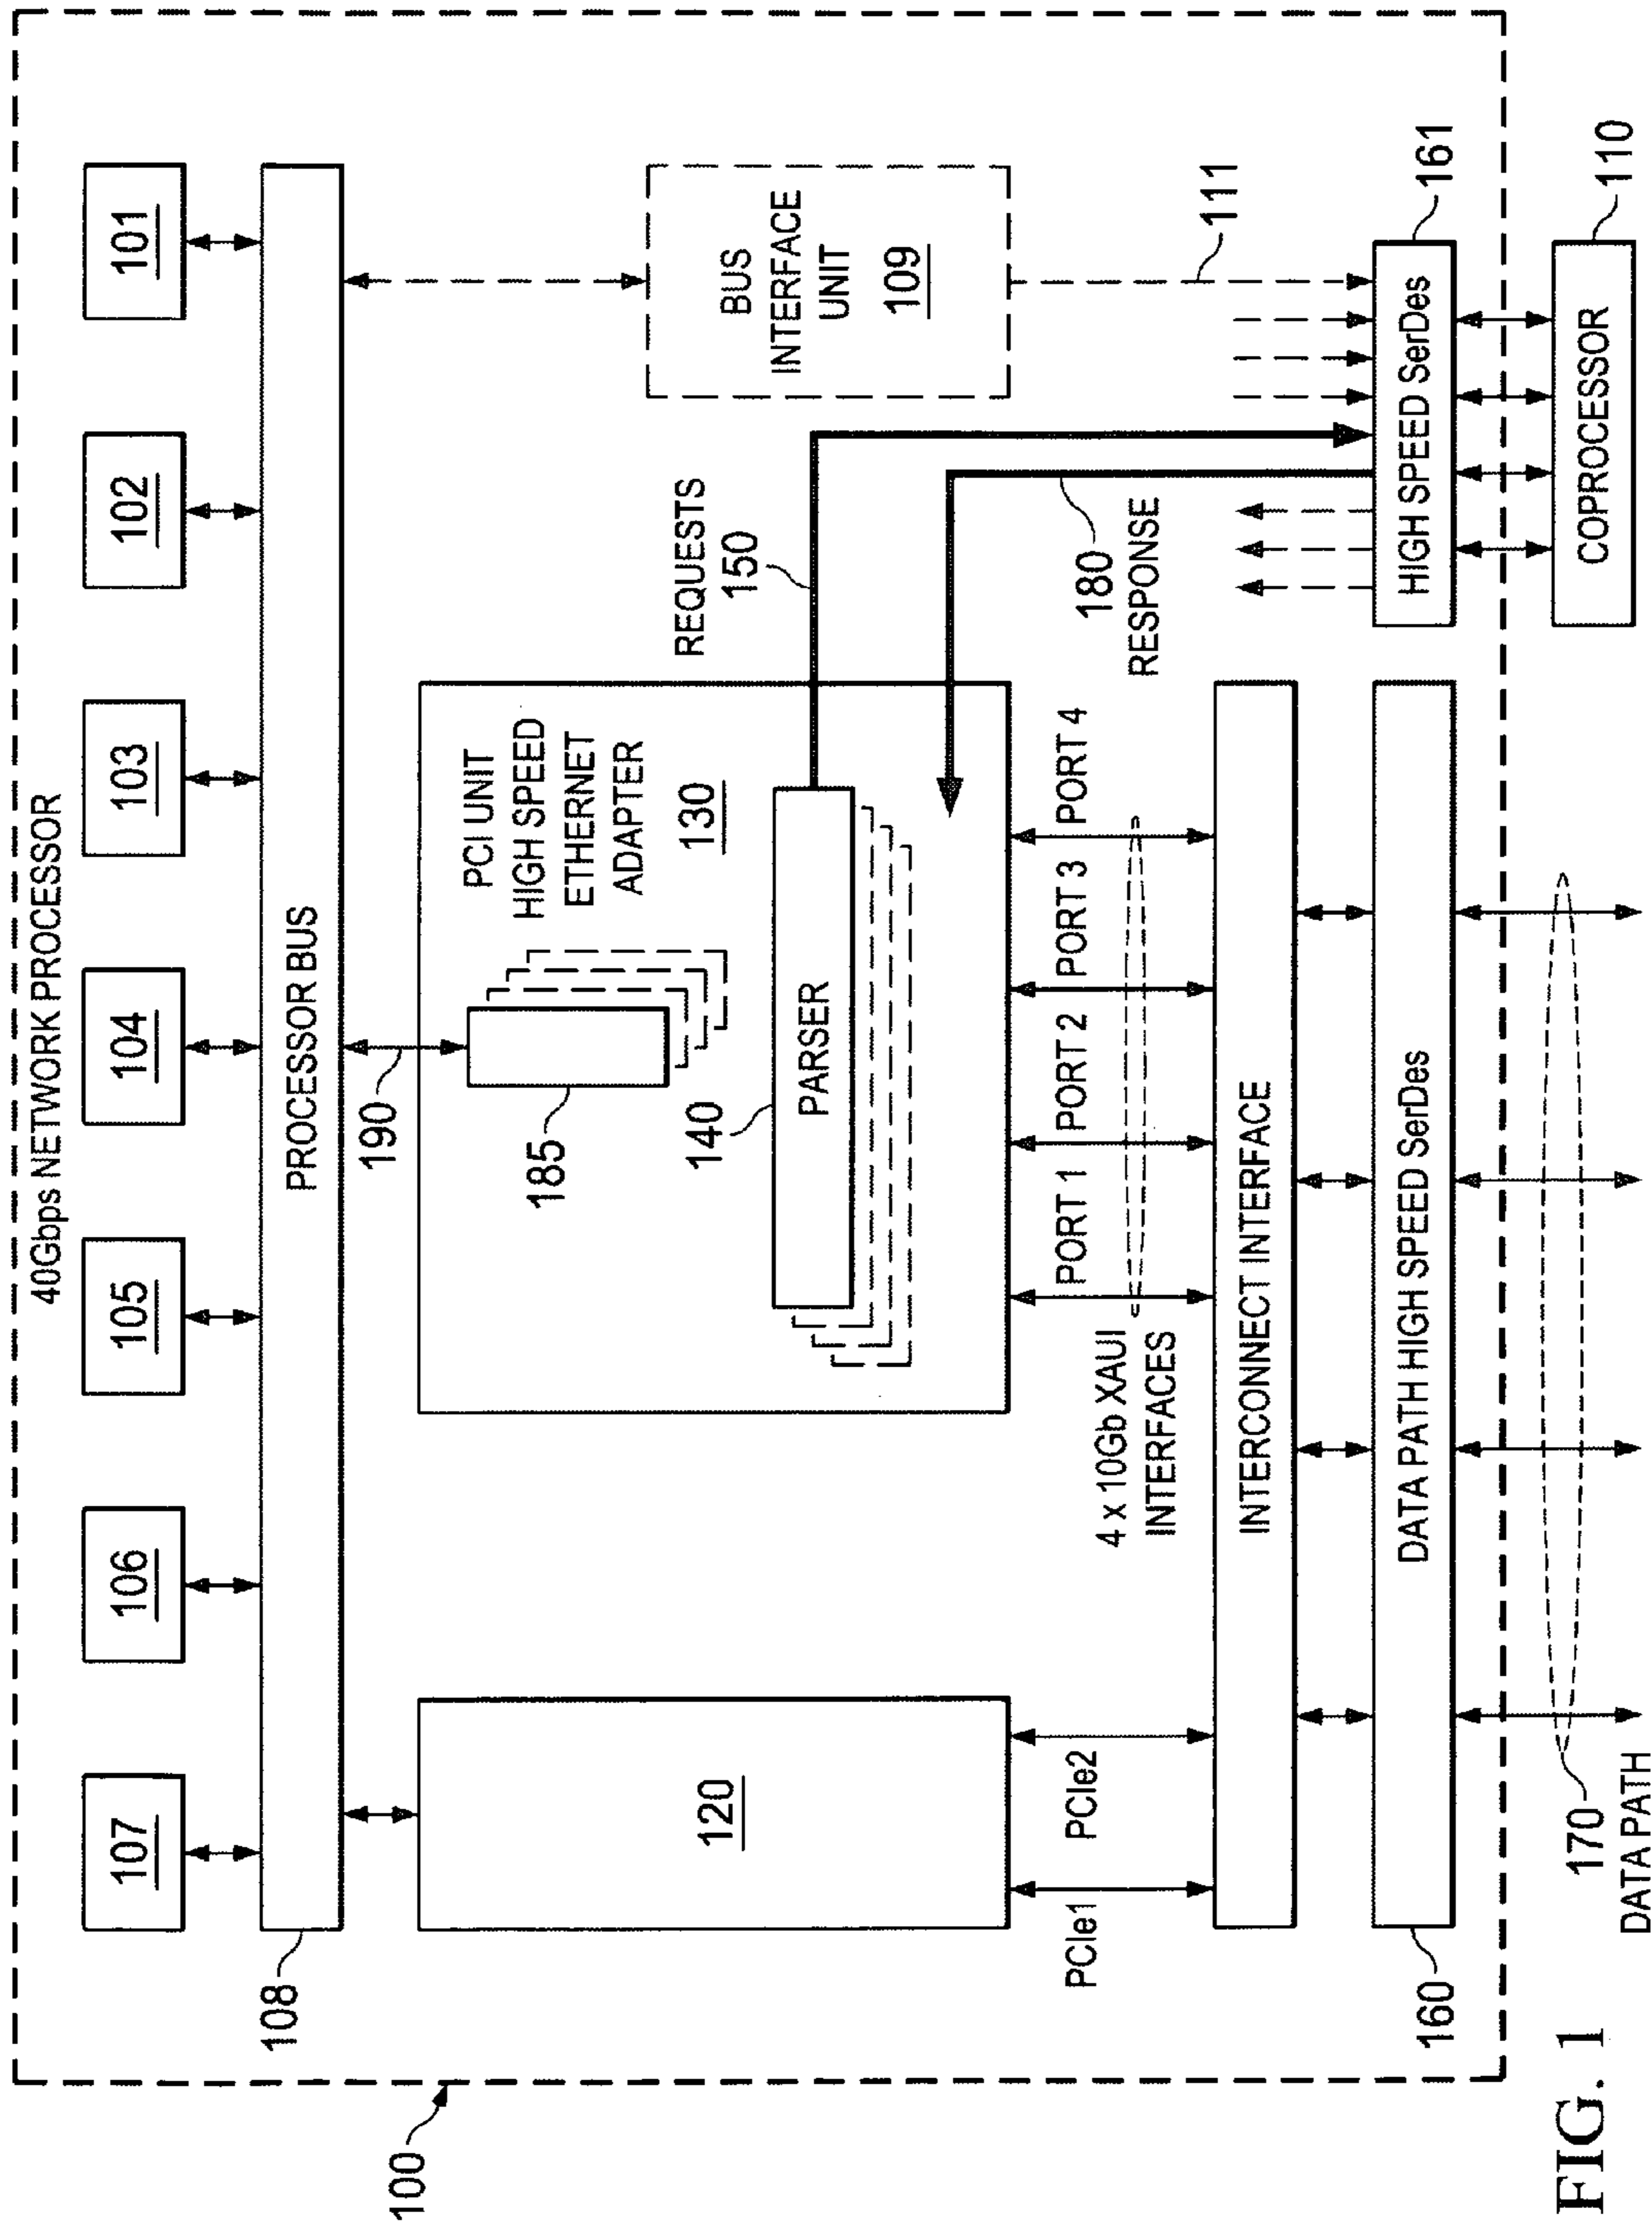 40Gbps NETWORK PROCESSOR
100
107
106
105
104
103
102
101
108
PROCESSOR BUS
190
120
185
PCI UNIT
HIGH SPEED
ETHERNET
ADAPTER
130
140
PARSER
REQUESTS
150
BUS
INTERFACE
UNIT
109
180
RESPONSE
111
PCIe1
PCIe2
4 x 10Gb XAUI
INTERFACES
PORT 1
PORT 2
PORT 3
PORT 4
INTERCONNECT INTERFACE
160
DATA PATH HIGH SPEED SerDes
HIGH SPEED SerDes
161
170
DATA PATH
COPROCESSOR
110
FIG. 1